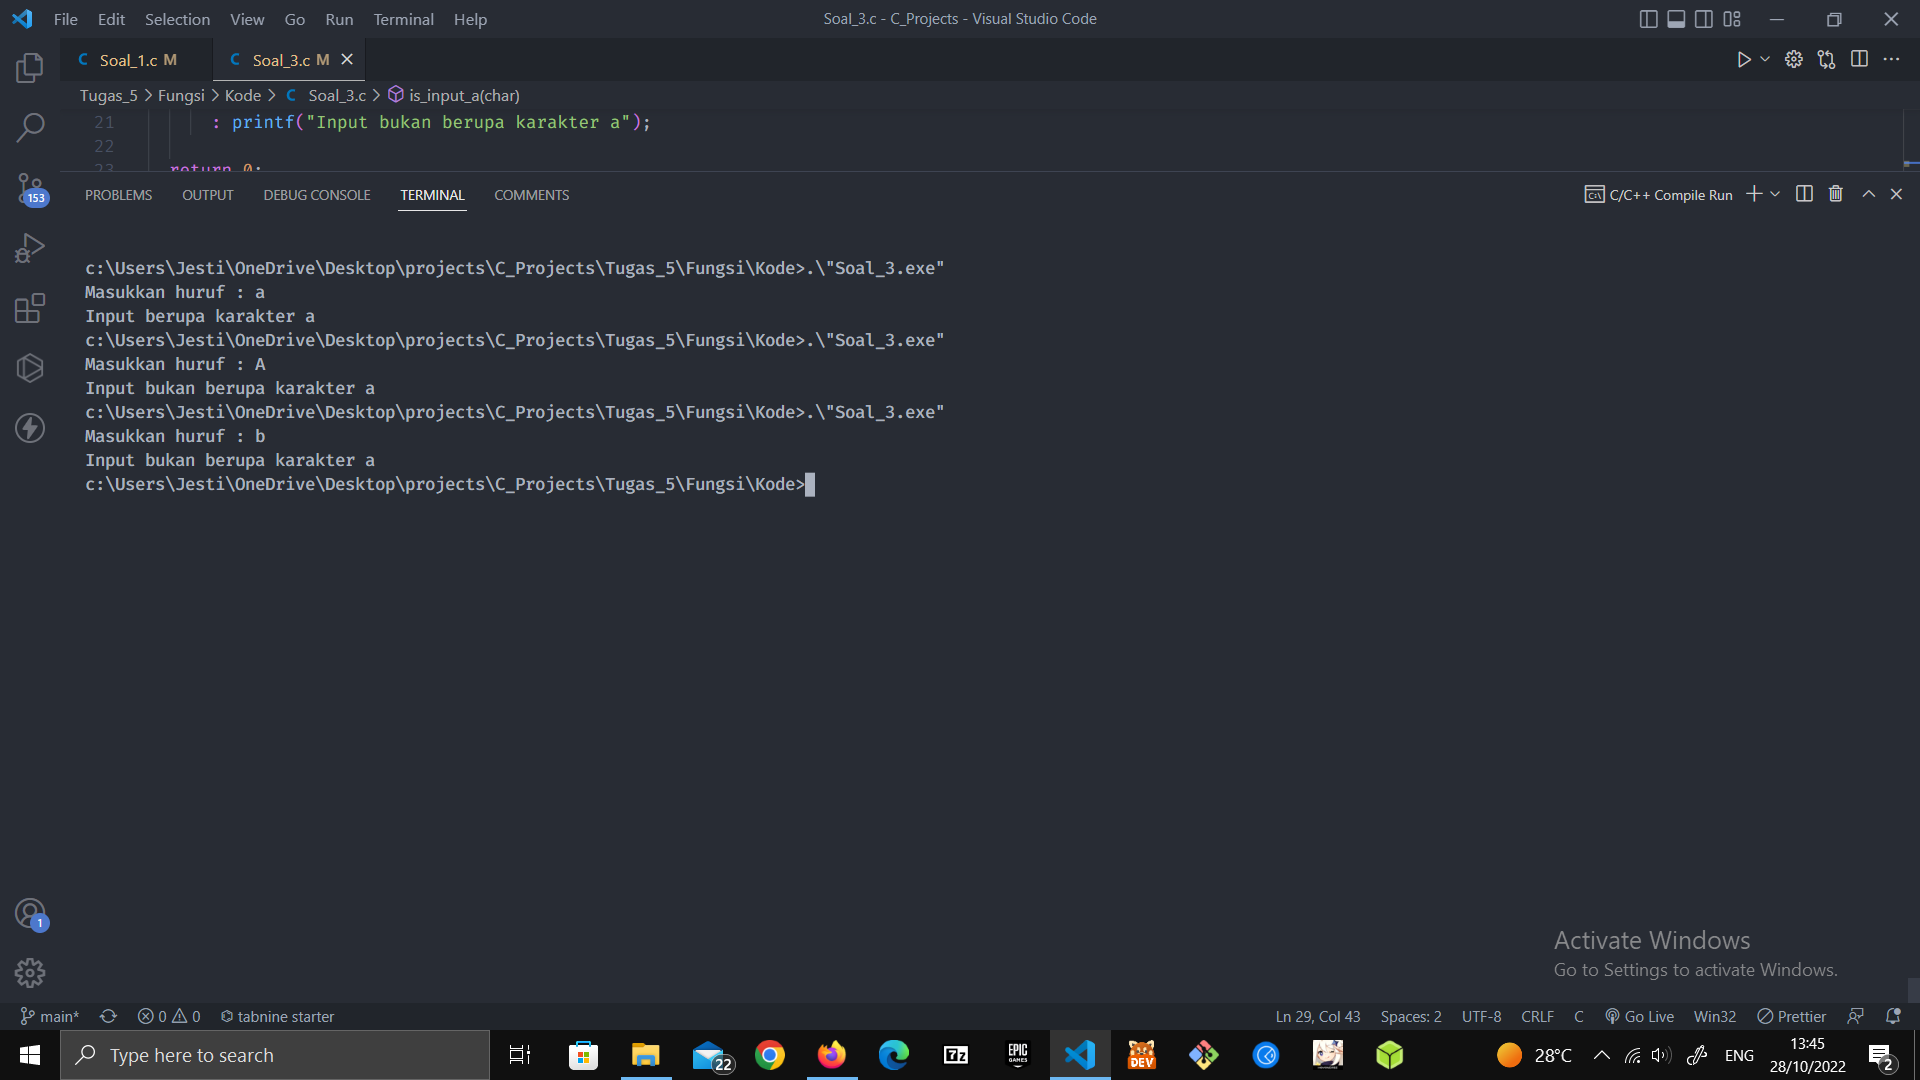 File Edit Selection View Go Run Terminal Help
Soal_3.c - C_Projects - Visual Studio Code
C Soal_1.c M
C Soal_3.c M
Tugas_5 > Fungsi > Kode > C Soal_3.c > is_input_a(char)
21 : printf("Input bukan berupa karakter a");
22
23 return 0;
153
PROBLEMS OUTPUT DEBUG CONSOLE TERMINAL COMMENTS
C/C++ Compile Run
c:\Users\Jesti\OneDrive\Desktop\projects\C_Projects\Tugas_5\Fungsi\Kode>.\"Soal_3.exe"
Masukkan huruf : a
Input berupa karakter a
c:\Users\Jesti\OneDrive\Desktop\projects\C_Projects\Tugas_5\Fungsi\Kode>.\"Soal_3.exe"
Masukkan huruf : A
Input bukan berupa karakter a
c:\Users\Jesti\OneDrive\Desktop\projects\C_Projects\Tugas_5\Fungsi\Kode>.\"Soal_3.exe"
Masukkan huruf : b
Input bukan berupa karakter a
c:\Users\Jesti\OneDrive\Desktop\projects\C_Projects\Tugas_5\Fungsi\Kode>
1
Activate Windows
Go to Settings to activate Windows.
main* 0 0 tabnine starter
Ln 29, Col 43 Spaces: 2 UTF-8 CRLF C Go Live Win32 Prettier
Type here to search
22
7z
EPIC GAMES
DEV
28°C
ENG
13:45
28/10/2022
2